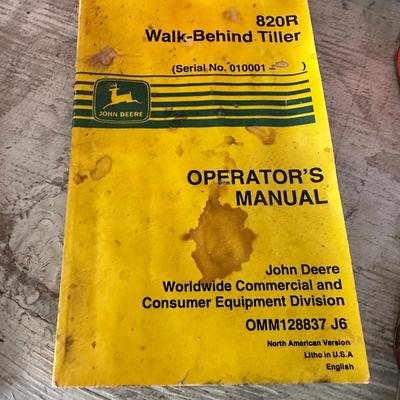 820R
Walk-Behind Tiller
(Serial No. 010001 – )
JOHN DEERE
OPERATOR'S
MANUAL
John Deere
Worldwide Commercial and
Consumer Equipment Division
OMM128837 J6
North American Version
Litho in U.S.A
English